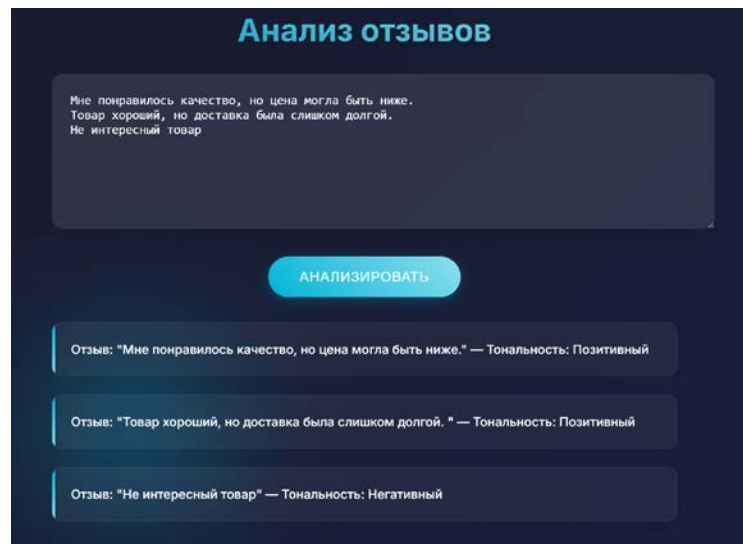 Анализ отзывов
Мне понравилось качество, но цена могла быть ниже.
Товар хороший, но доставка была слишком долгой.
Не интересный товар
АНАЛИЗИРОВАТЬ
Отзыв: "Мне понравилось качество, но цена могла быть ниже." — Тональность: Позитивный
Отзыв: "Товар хороший, но доставка была слишком долгой. " — Тональность: Позитивный
Отзыв: "Не интересный товар" — Тональность: Негативный